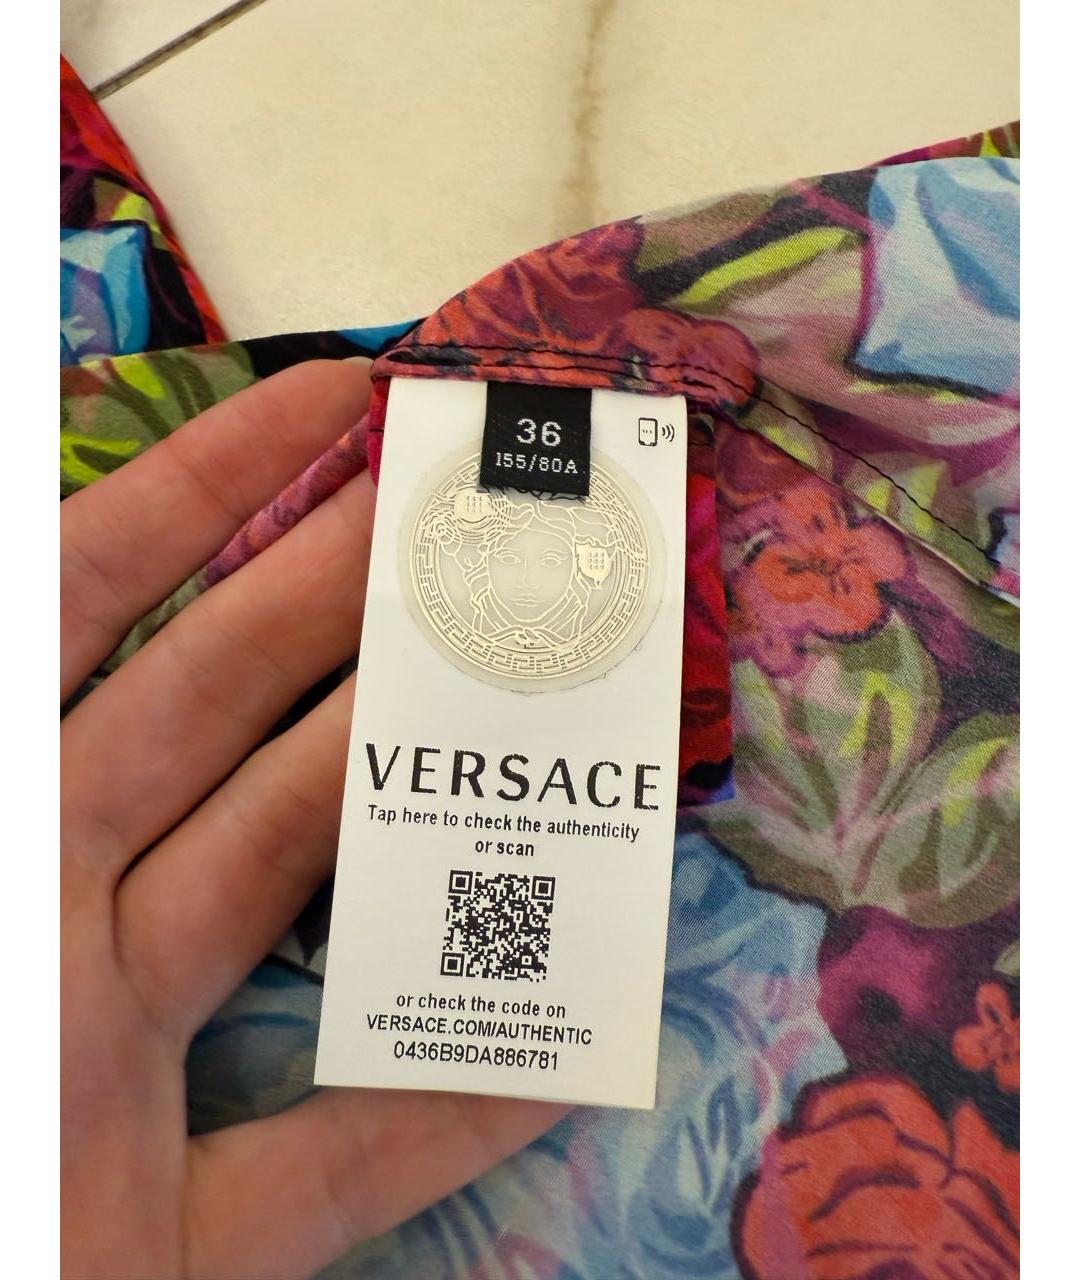 36
155/80A
VERSACE
Tap here to check the authenticity
or scan
or check the code on
VERSACE.COM/AUTHENTIC
0436B9DA886781